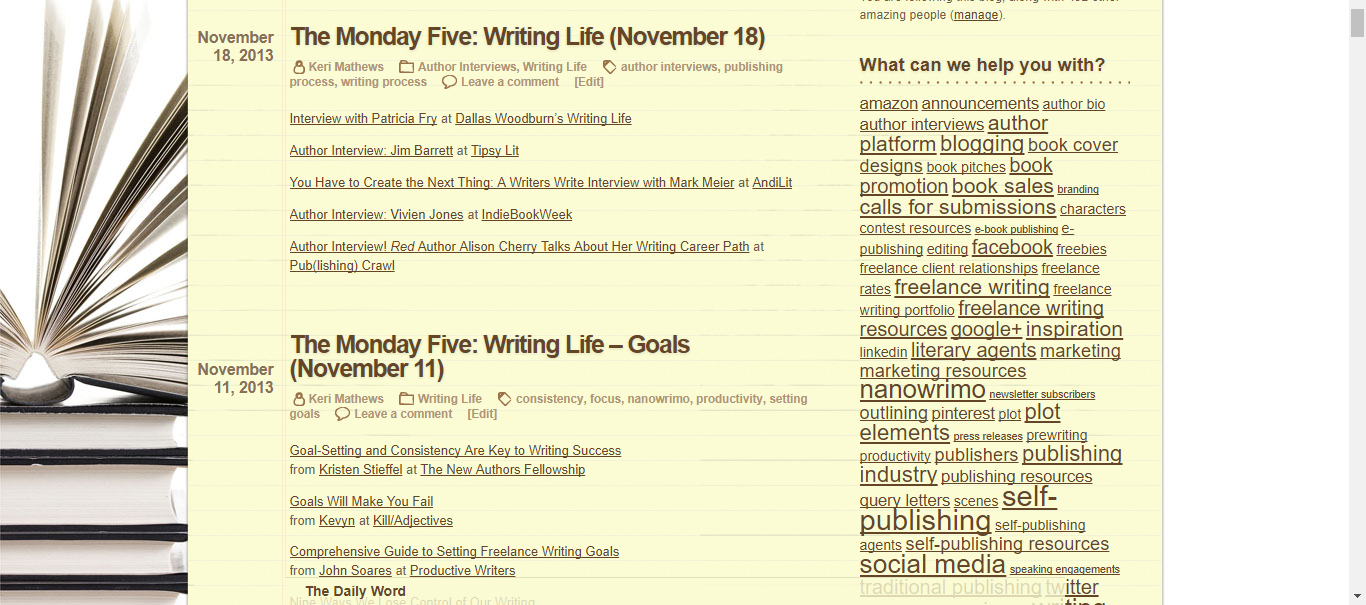 November
18, 2013
The Monday Five: Writing Life (November 18)
Keri Mathews Author Interviews, Writing Life author interviews, publishing
process, writing process Leave a comment [Edit]
Interview with Patricia Fry at Dallas Woodburn's Writing Life
Author Interview: Jim Barrett at Tipsy Lit
You Have to Create the Next Thing: A Writers Write Interview with Mark Meier at AndiLit
Author Interview: Vivien Jones at IndieBookWeek
Author Interview! Red Author Alison Cherry Talks About Her Writing Career Path at
Pub(lishing) Crawl
November
11, 2013
The Monday Five: Writing Life – Goals
(November 11)
Keri Mathews Writing Life consistency, focus, nanowrimo, productivity, setting
goals Leave a comment [Edit]
Goal-Setting and Consistency Are Key to Writing Success
from Kristen Stieffel at The New Authors Fellowship
Goals Will Make You Fail
from Kevyn at Kill/Adjectives
Comprehensive Guide to Setting Freelance Writing Goals
from John Soares at Productive Writers
The Daily Word
Nine Ways We Lose Control of Our Writing
amazing people (manage).
What can we help you with?
amazon announcements author bio
author interviews author
platform blogging book cover
designs book pitches book
promotion book sales branding
calls for submissions characters
contest resources e-book publishing e-
publishing editing facebook freebies
freelance client relationships freelance
rates freelance writing freelance
writing portfolio freelance writing
resources google+ inspiration
linkedin literary agents marketing
marketing resources
nanowrimo newsletter subscribers
outlining pinterest plot plot
elements press releases prewriting
productivity publishers publishing
industry publishing resources
query letters scenes self-
publishing self-publishing
agents self-publishing resources
social media speaking engagements
traditional publishing twitter